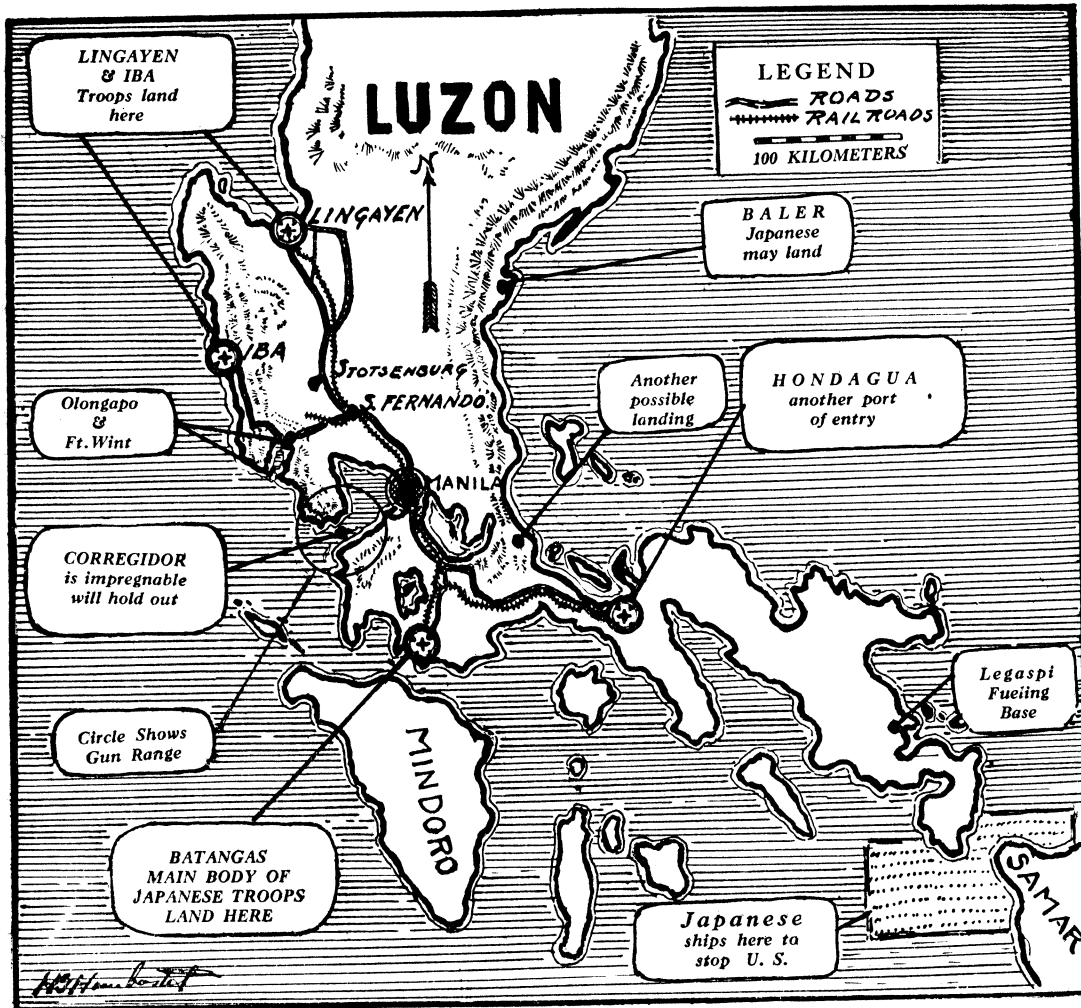 LINGAYEN
& IBA
Troops land
here
LUZON
LEGEND
ROADS
RAILROADS
100 KILOMETERS
N
LINGAYEN
BALER
Japanese
may land
IBA
STOTSENBURG
S. FERNANDO
Olongapo
&
Ft. Wint
Another
possible
landing
HONDAGUA
another port
of entry
MANILA
CORREGIDOR
is impregnable
will hold out
Legaspi
Fueiing
Base
Circle Shows
Gun Range
MINDORO
BATANGAS
MAIN BODY OF
JAPANESE TROOPS
LAND HERE
Japanese
ships here to
stop U. S.
SAMAR